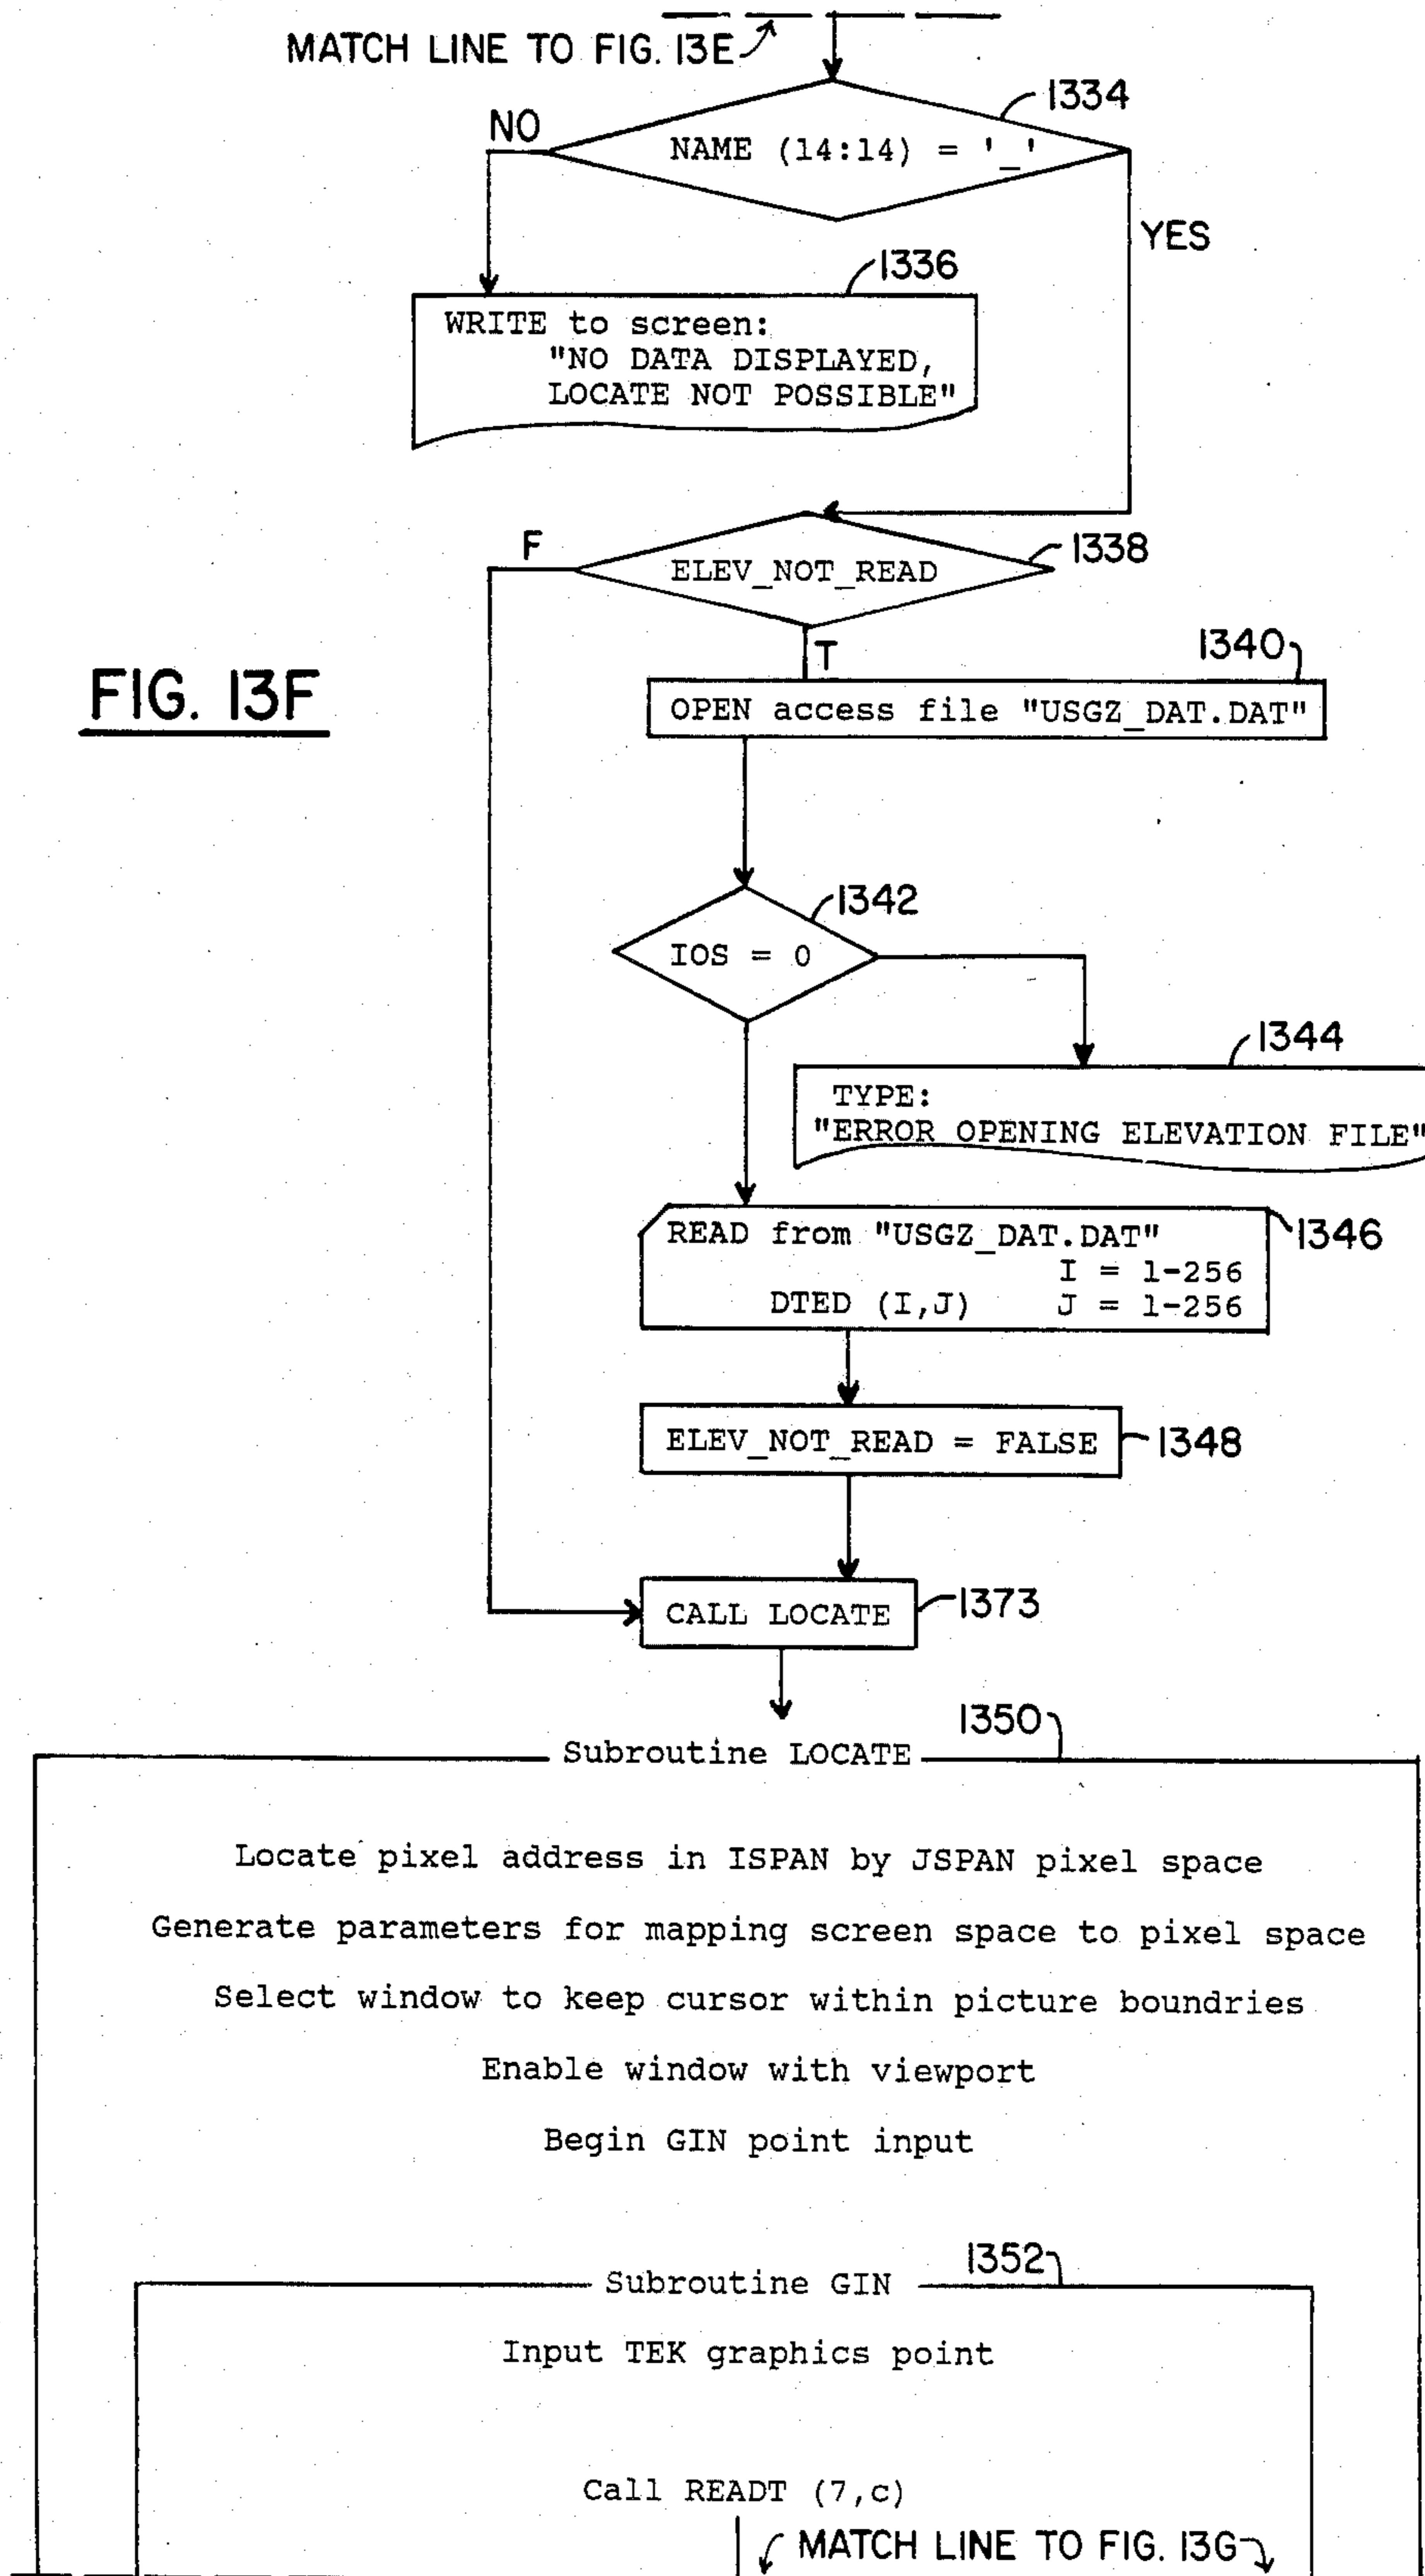 MATCH LINE TO FIG. 13E
1334
NO
NAME (14:14) = '_'
YES
1336
WRITE to screen:
"NO DATA DISPLAYED,
LOCATE NOT POSSIBLE"
F
ELEV_NOT_READ
1338
T
1340
FIG. 13F
OPEN access file "USGZ_DAT.DAT"
1342
IOS = 0
1344
TYPE:
"ERROR OPENING ELEVATION FILE"
READ from "USGZ_DAT.DAT"
1346
I = 1-256
DTED (I,J) J = 1-256
ELEV_NOT_READ = FALSE
1348
CALL LOCATE
1373
1350
Subroutine LOCATE
Locate pixel address in ISPAN by JSPAN pixel space
Generate parameters for mapping screen space to pixel space
Select window to keep cursor within picture boundries
Enable window with viewport
Begin GIN point input
1352
Subroutine GIN
Input TEK graphics point
Call READT (7,c)
MATCH LINE TO FIG. 13G